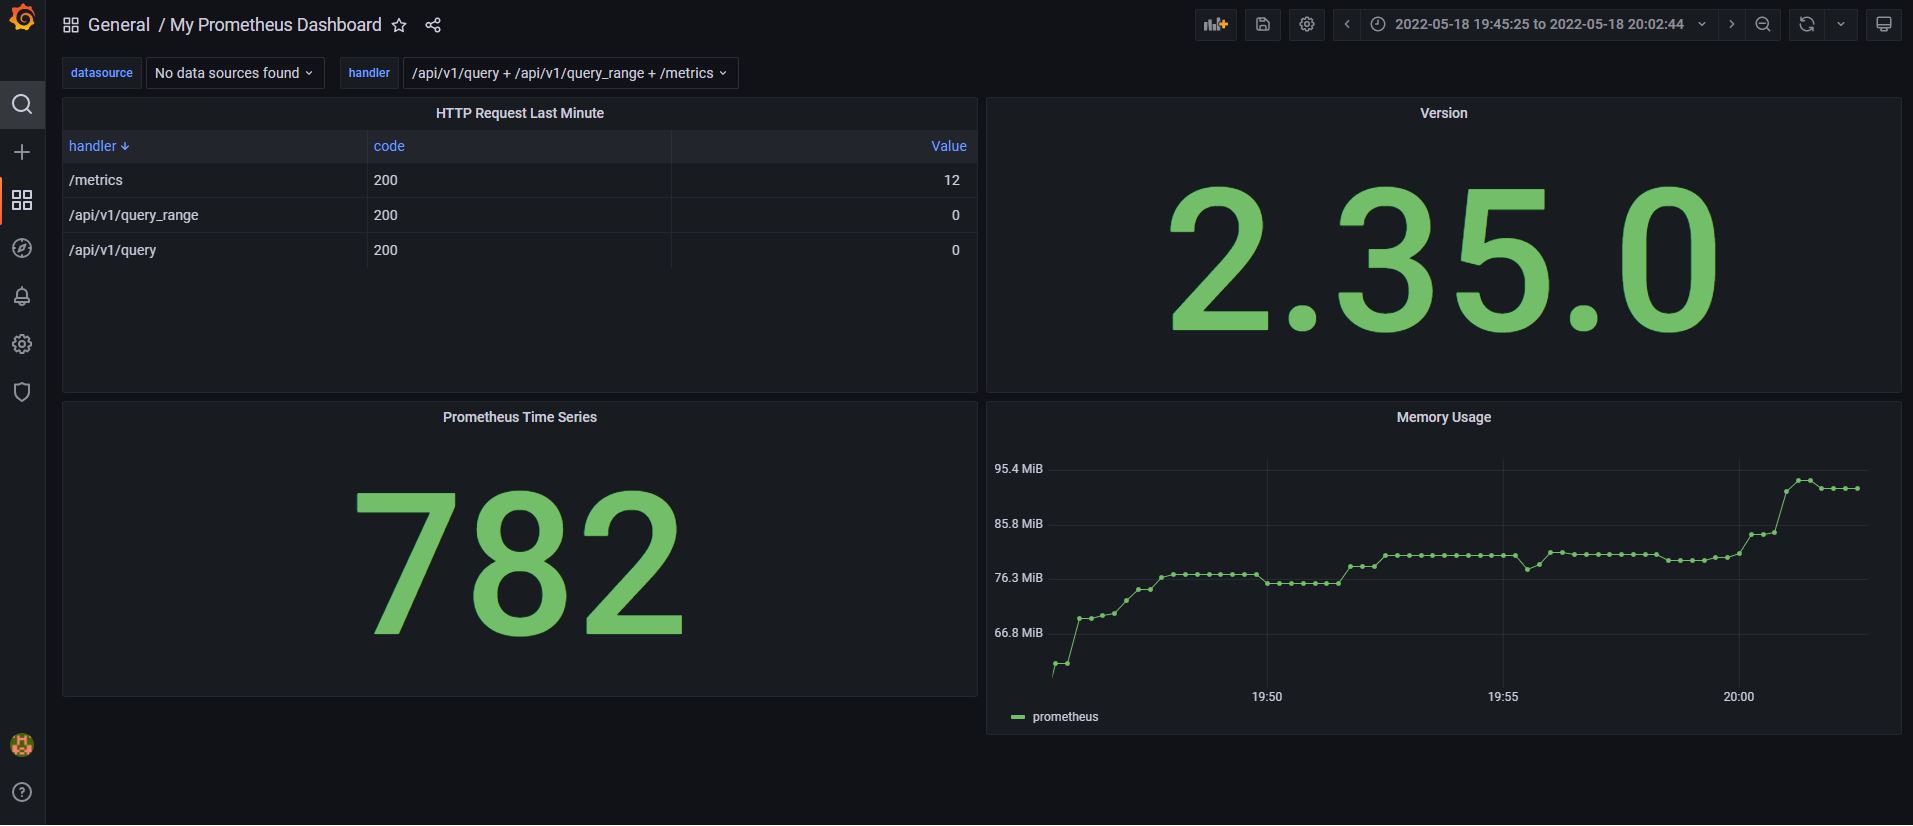 General / My Prometheus Dashboard
2022-05-18 19:45:25 to 2022-05-18 20:02:44
datasource No data sources found handler /api/v1/query + /api/v1/query_range + /metrics
HTTP Request Last Minute
handler code Value
/metrics 200 12
/api/v1/query_range 200 0
/api/v1/query 200 0
Version
2.35.0
Prometheus Time Series
782
Memory Usage
95.4 MiB
85.8 MiB
76.3 MiB
66.8 MiB
19:50 19:55 20:00
prometheus